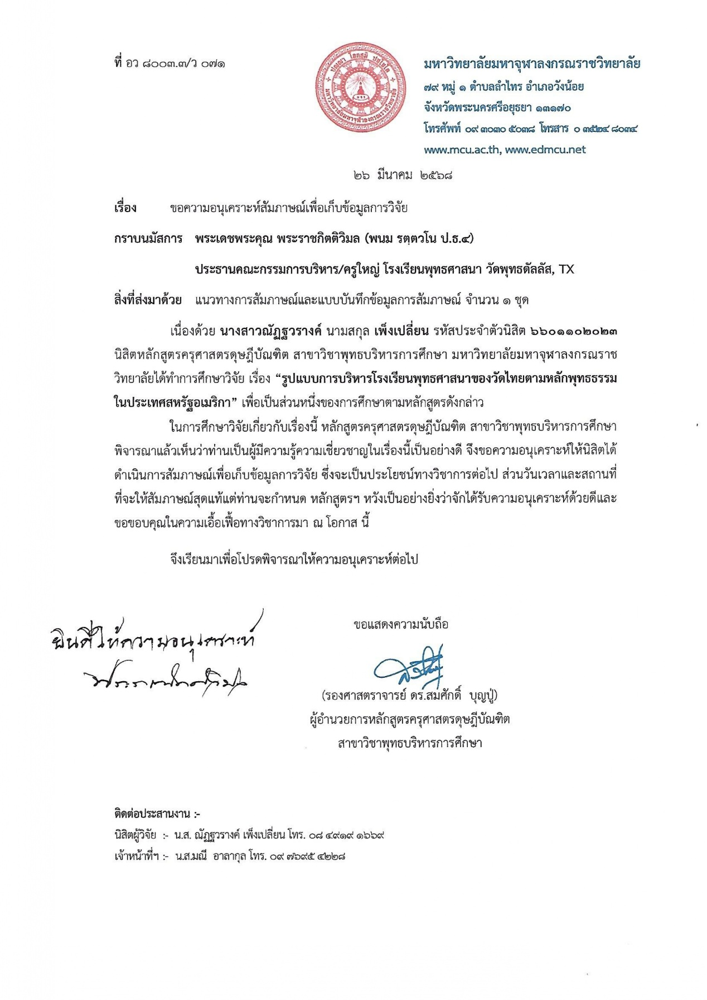 ที่ อว ๘๐๐๓.๓/ว ๐๗๑
ปญฺญา โลกสฺมิ ปชฺโชโต
มหาวิทยาลัยมหาจุฬาลงกรณราชวิทยาลัย
มหาวิทยาลัยมหาจุฬาลงกรณราชวิทยาลัย
๗๙ หมู่ ๑ ตำบลลำไทร อำเภอวังน้อย
จังหวัดพระนครศรีอยุธยา ๑๓๑๗๐
โทรศัพท์ ๐๙ ๓๐๓๐ ๕๐๓๘ โทรสาร ๐ ๓๕๒๔ ๘๐๓๔
www.mcu.ac.th, www.edmcu.net
๒๖ มีนาคม ๒๕๖๘
เรื่อง ขอความอนุเคราะห์สัมภาษณ์เพื่อเก็บข้อมูลการวิจัย
กราบนมัสการ พระเดชพระคุณ พระราชกิตติวิมล (พนม รตฺตวโน ป.ธ.๔)
ประธานคณะกรรมการบริหาร/ครูใหญ่ โรงเรียนพุทธศาสนา วัดพุทธดัลลัส, TX
สิ่งที่ส่งมาด้วย แนวทางการสัมภาษณ์และแบบบันทึกข้อมูลการสัมภาษณ์ จำนวน ๑ ชุด
เนื่องด้วย นางสาวณัฏฐวรางค์ นามสกุล เพ็งเปลี่ยน รหัสประจำตัวนิสิต ๖๖๐๑๑๐๒๐๒๓
นิสิตหลักสูตรครุศาสตรดุษฎีบัณฑิต สาขาวิชาพุทธบริหารการศึกษา มหาวิทยาลัยมหาจุฬาลงกรณราช
วิทยาลัยได้ทำการศึกษาวิจัย เรื่อง “รูปแบบการบริหารโรงเรียนพุทธศาสนาของวัดไทยตามหลักพุทธธรรม
ในประเทศสหรัฐอเมริกา” เพื่อเป็นส่วนหนึ่งของการศึกษาตามหลักสูตรดังกล่าว
ในการศึกษาวิจัยเกี่ยวกับเรื่องนี้ หลักสูตรครุศาสตรดุษฎีบัณฑิต สาขาวิชาพุทธบริหารการศึกษา
พิจารณาแล้วเห็นว่าท่านเป็นผู้มีความรู้ความเชี่ยวชาญในเรื่องนี้เป็นอย่างดี จึงขอความอนุเคราะห์ให้นิสิตได้
ดำเนินการสัมภาษณ์เพื่อเก็บข้อมูลการวิจัย ซึ่งจะเป็นประโยชน์ทางวิชาการต่อไป ส่วนวันเวลาและสถานที่
ที่จะให้สัมภาษณ์สุดแท้แต่ท่านจะกำหนด หลักสูตรฯ หวังเป็นอย่างยิ่งว่าจักได้รับความอนุเคราะห์ด้วยดีและ
ขอขอบคุณในความเอื้อเฟื้อทางวิชาการมา ณ โอกาส นี้
จึงเรียนมาเพื่อโปรดพิจารณาให้ความอนุเคราะห์ต่อไป
ขอแสดงความนับถือ
ยินดีให้ความอนุเคราะห์
(รองศาสตราจารย์ ดร.สมศักดิ์ บุญปู่)
ผู้อำนวยการหลักสูตรครุศาสตรดุษฎีบัณฑิต
สาขาวิชาพุทธบริหารการศึกษา
ติดต่อประสานงาน :-
นิสิตผู้วิจัย :- น.ส. ณัฏฐวรางค์ เพ็งเปลี่ยน โทร. ๐๘ ๔๙๑๙ ๑๖๖๙
เจ้าหน้าที่ฯ :- น.ส.มณี อาลากุล โทร. ๐๙ ๗๖๙๕ ๔๒๒๘